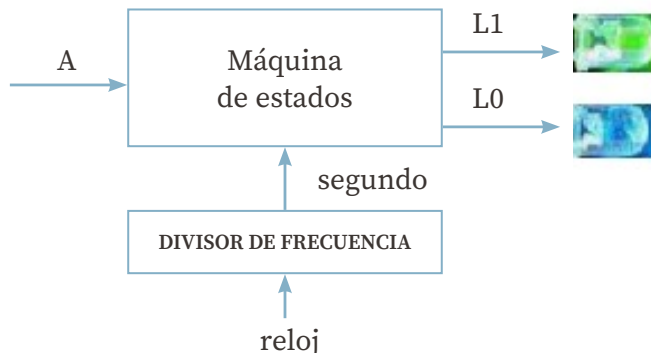 A
Máquina
de estados
L1
L0
segundo
DIVISOR DE FRECUENCIA
reloj